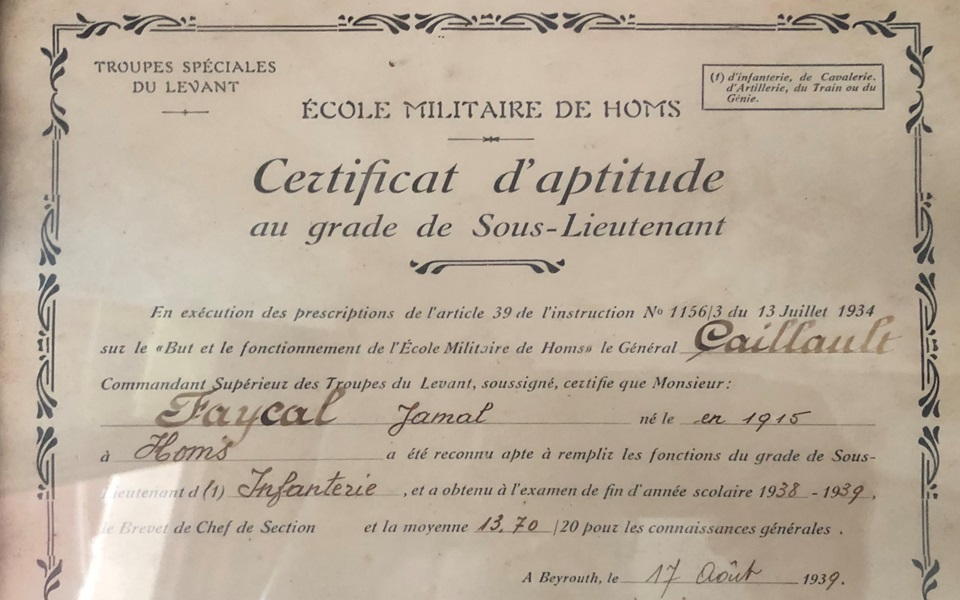 TROUPES SPÉCIALES
DU LEVANT
(1) d'infanterie, de Cavalerie,
d'Artillerie, du Train ou du
Génie.
ÉCOLE MILITAIRE DE HOMS
Certificat d'aptitude
au grade de Sous-Lieutenant
En exécution des prescriptions de l'article 39 de l'instruction No 1156/3 du 13 Juillet 1934
sur le «But et le fonctionnement de l'École Militaire de Homs» le Général Caillault
Commandant Supérieur des Troupes du Levant, soussigné, certifie que Monsieur:
Fayçal Jamal né le en 1915
à Homs a été reconnu apte à remplir les fonctions du grade de Sous-
Lieutenant d (1) Infanterie, et a obtenu à l'examen de fin d'année scolaire 1938 - 1939,
le Brevet de Chef de Section et la moyenne 13,70 /20 pour les connaissances générales.
A Beyrouth, le 17 Août 1939.